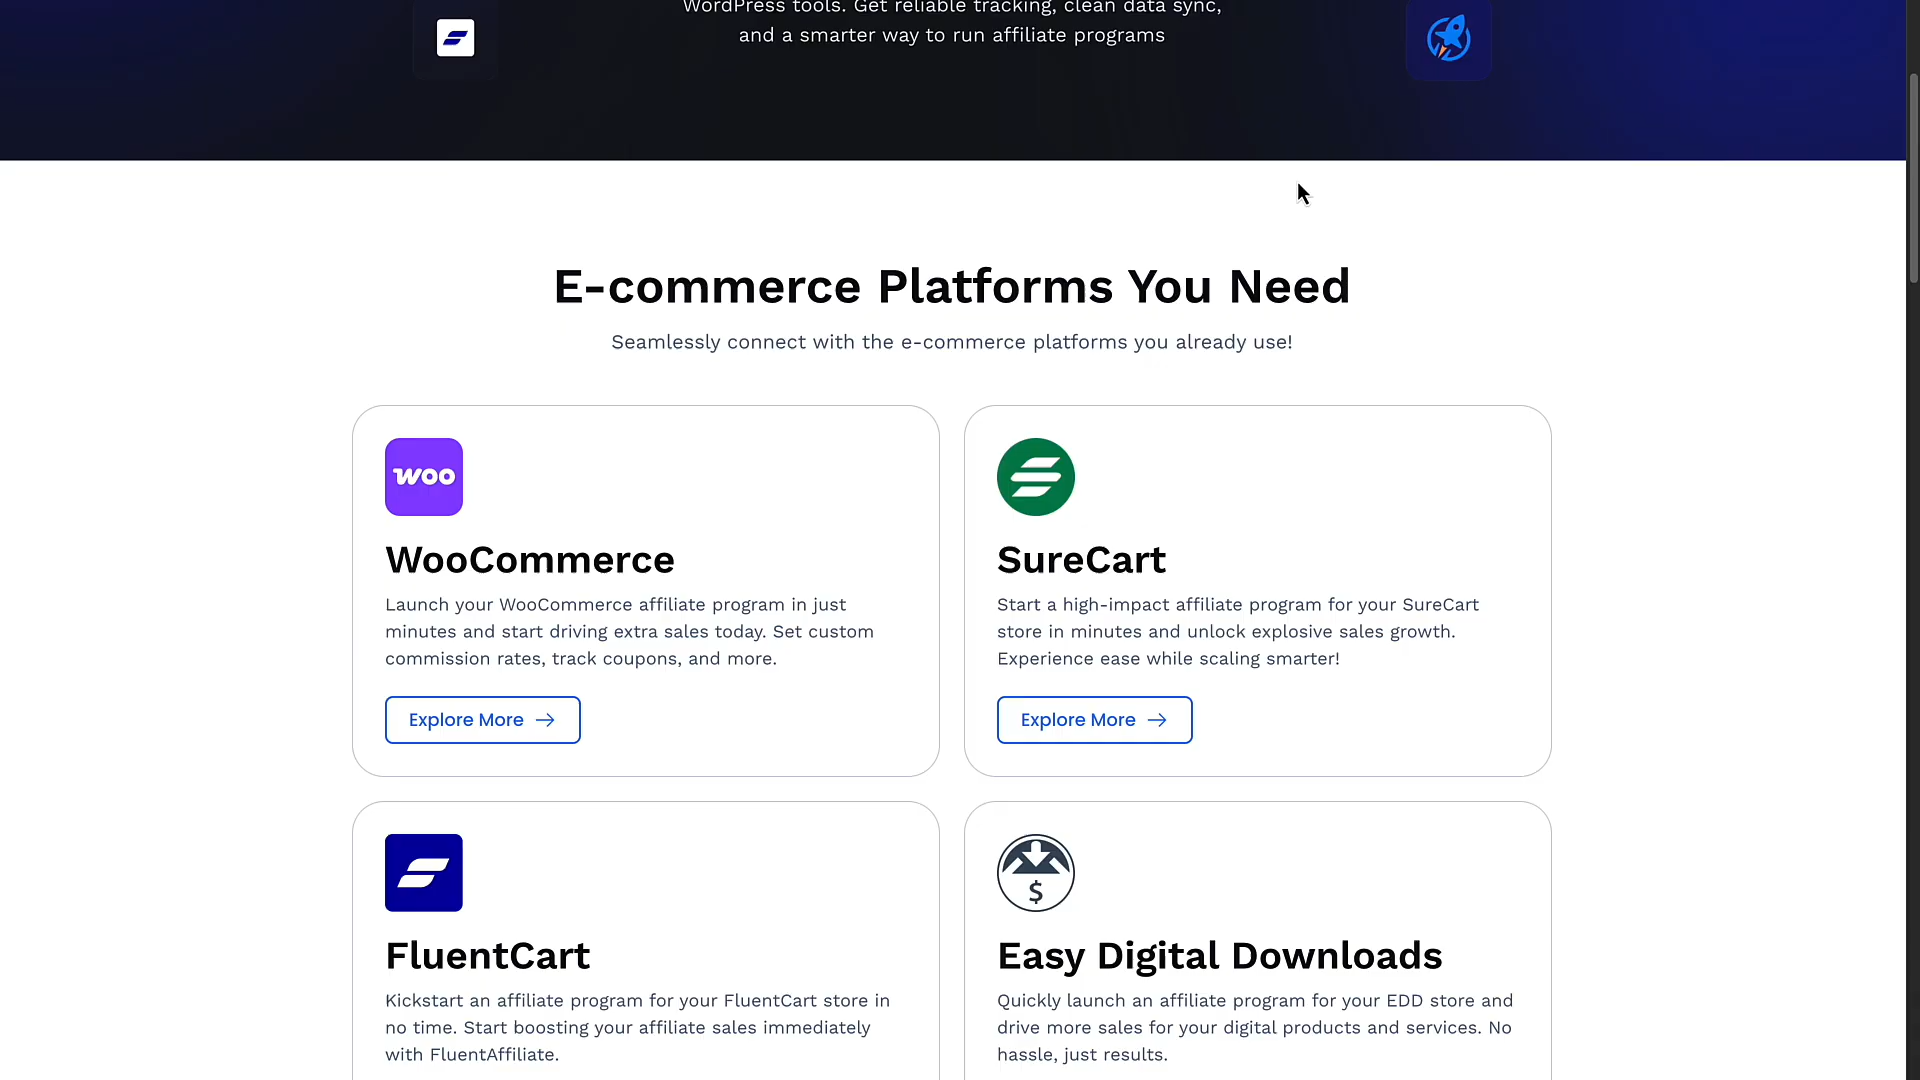 WordPress tools. Get reliable tracking, clean data sync,
and a smarter way to run affiliate programs
E-commerce Platforms You Need
Seamlessly connect with the e-commerce platforms you already use!
woo
WooCommerce
Launch your WooCommerce affiliate program in just
minutes and start driving extra sales today. Set custom
commission rates, track coupons, and more.
Explore More
SureCart
Start a high-impact affiliate program for your SureCart
store in minutes and unlock explosive sales growth.
Experience ease while scaling smarter!
Explore More
FluentCart
Kickstart an affiliate program for your FluentCart store in
no time. Start boosting your affiliate sales immediately
with FluentAffiliate.
$
Easy Digital Downloads
Quickly launch an affiliate program for your EDD store and
drive more sales for your digital products and services. No
hassle, just results.